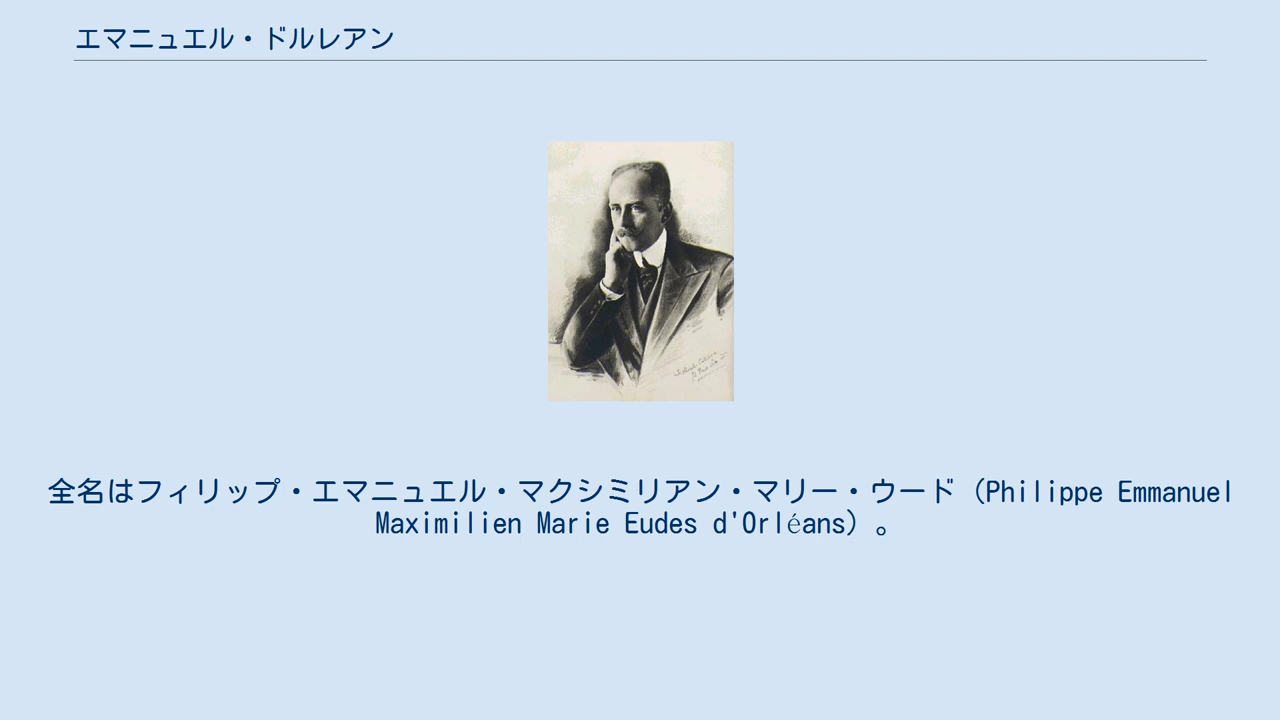 エマニュエル・ドルレアン
全名はフィリップ・エマニュエル・マクシミリアン・マリー・ウード（Philippe Emmanuel
Maximilien Marie Eudes d'Orléans）。